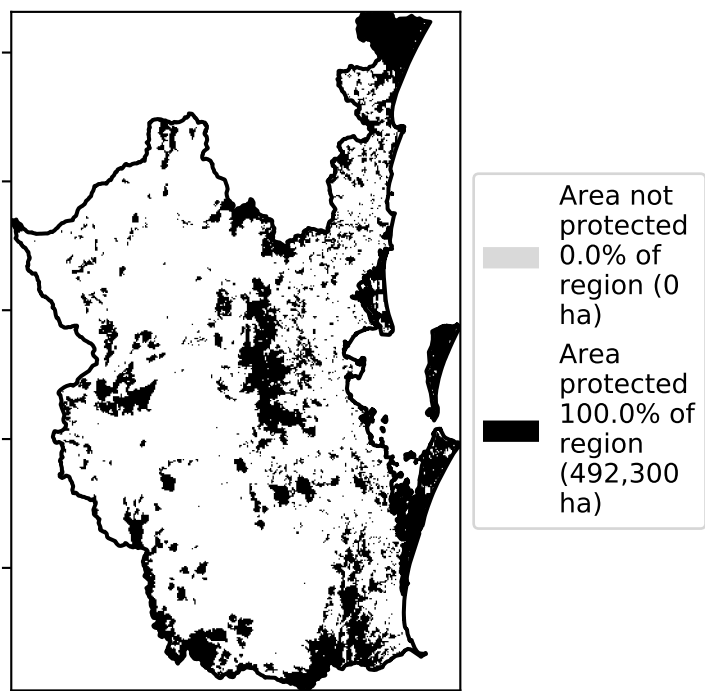 Area not
protected
0.0% of
region (0
ha)
Area
protected
100.0% of
region
(492,300
ha)